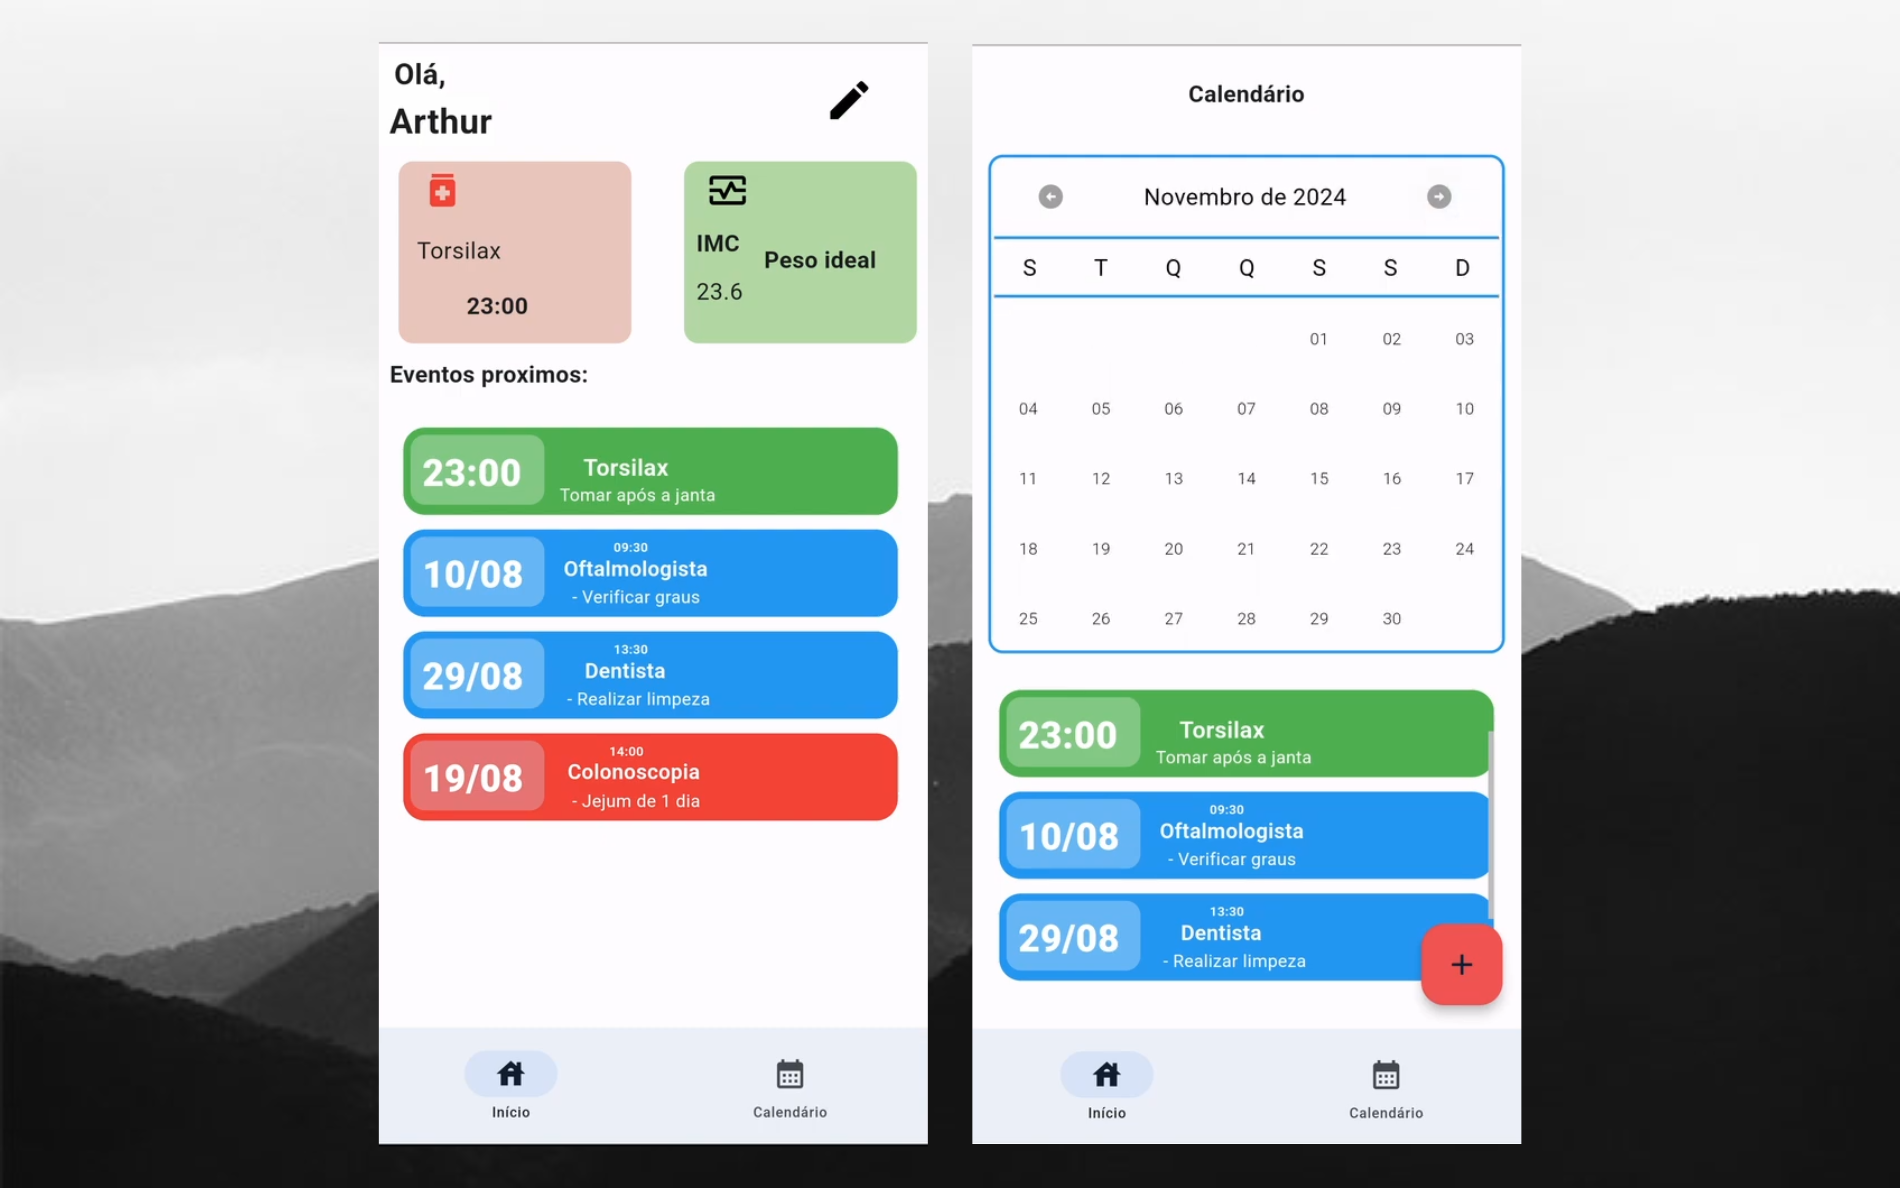 Olá,
Arthur
Torsilax
23:00
IMC
Peso ideal
23.6
Eventos proximos:
23:00
Torsilax
Tomar após a janta
10/08
09:30
Oftalmologista
- Verificar graus
29/08
13:30
Dentista
- Realizar limpeza
19/08
14:00
Colonoscopia
- Jejum de 1 dia
Início
Calendário
Calendário
Novembro de 2024
S T Q Q S S D
01 02 03
04 05 06 07 08 09 10
11 12 13 14 15 16 17
18 19 20 21 22 23 24
25 26 27 28 29 30
23:00
Torsilax
Tomar após a janta
10/08
09:30
Oftalmologista
- Verificar graus
29/08
13:30
Dentista
- Realizar limpeza
+
Início
Calendário